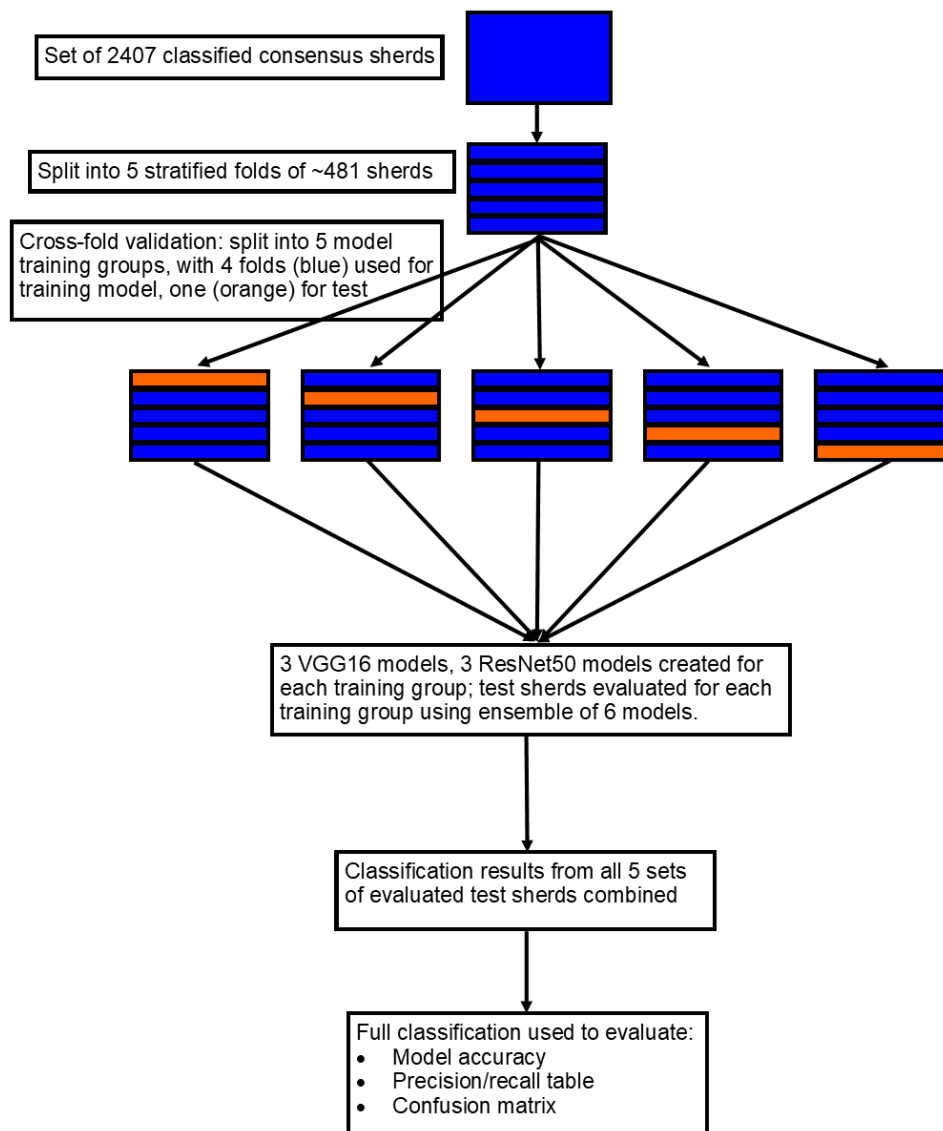 Set of 2407 classified consensus sherds
Split into 5 stratified folds of ~481 sherds
Cross-fold validation: split into 5 model
training groups, with 4 folds (blue) used for
training model, one (orange) for test
3 VGG16 models, 3 ResNet50 models created for
each training group; test sherds evaluated for each
training group using ensemble of 6 models.
Classification results from all 5 sets
of evaluated test sherds combined
Full classification used to evaluate:
• Model accuracy
• Precision/recall table
• Confusion matrix